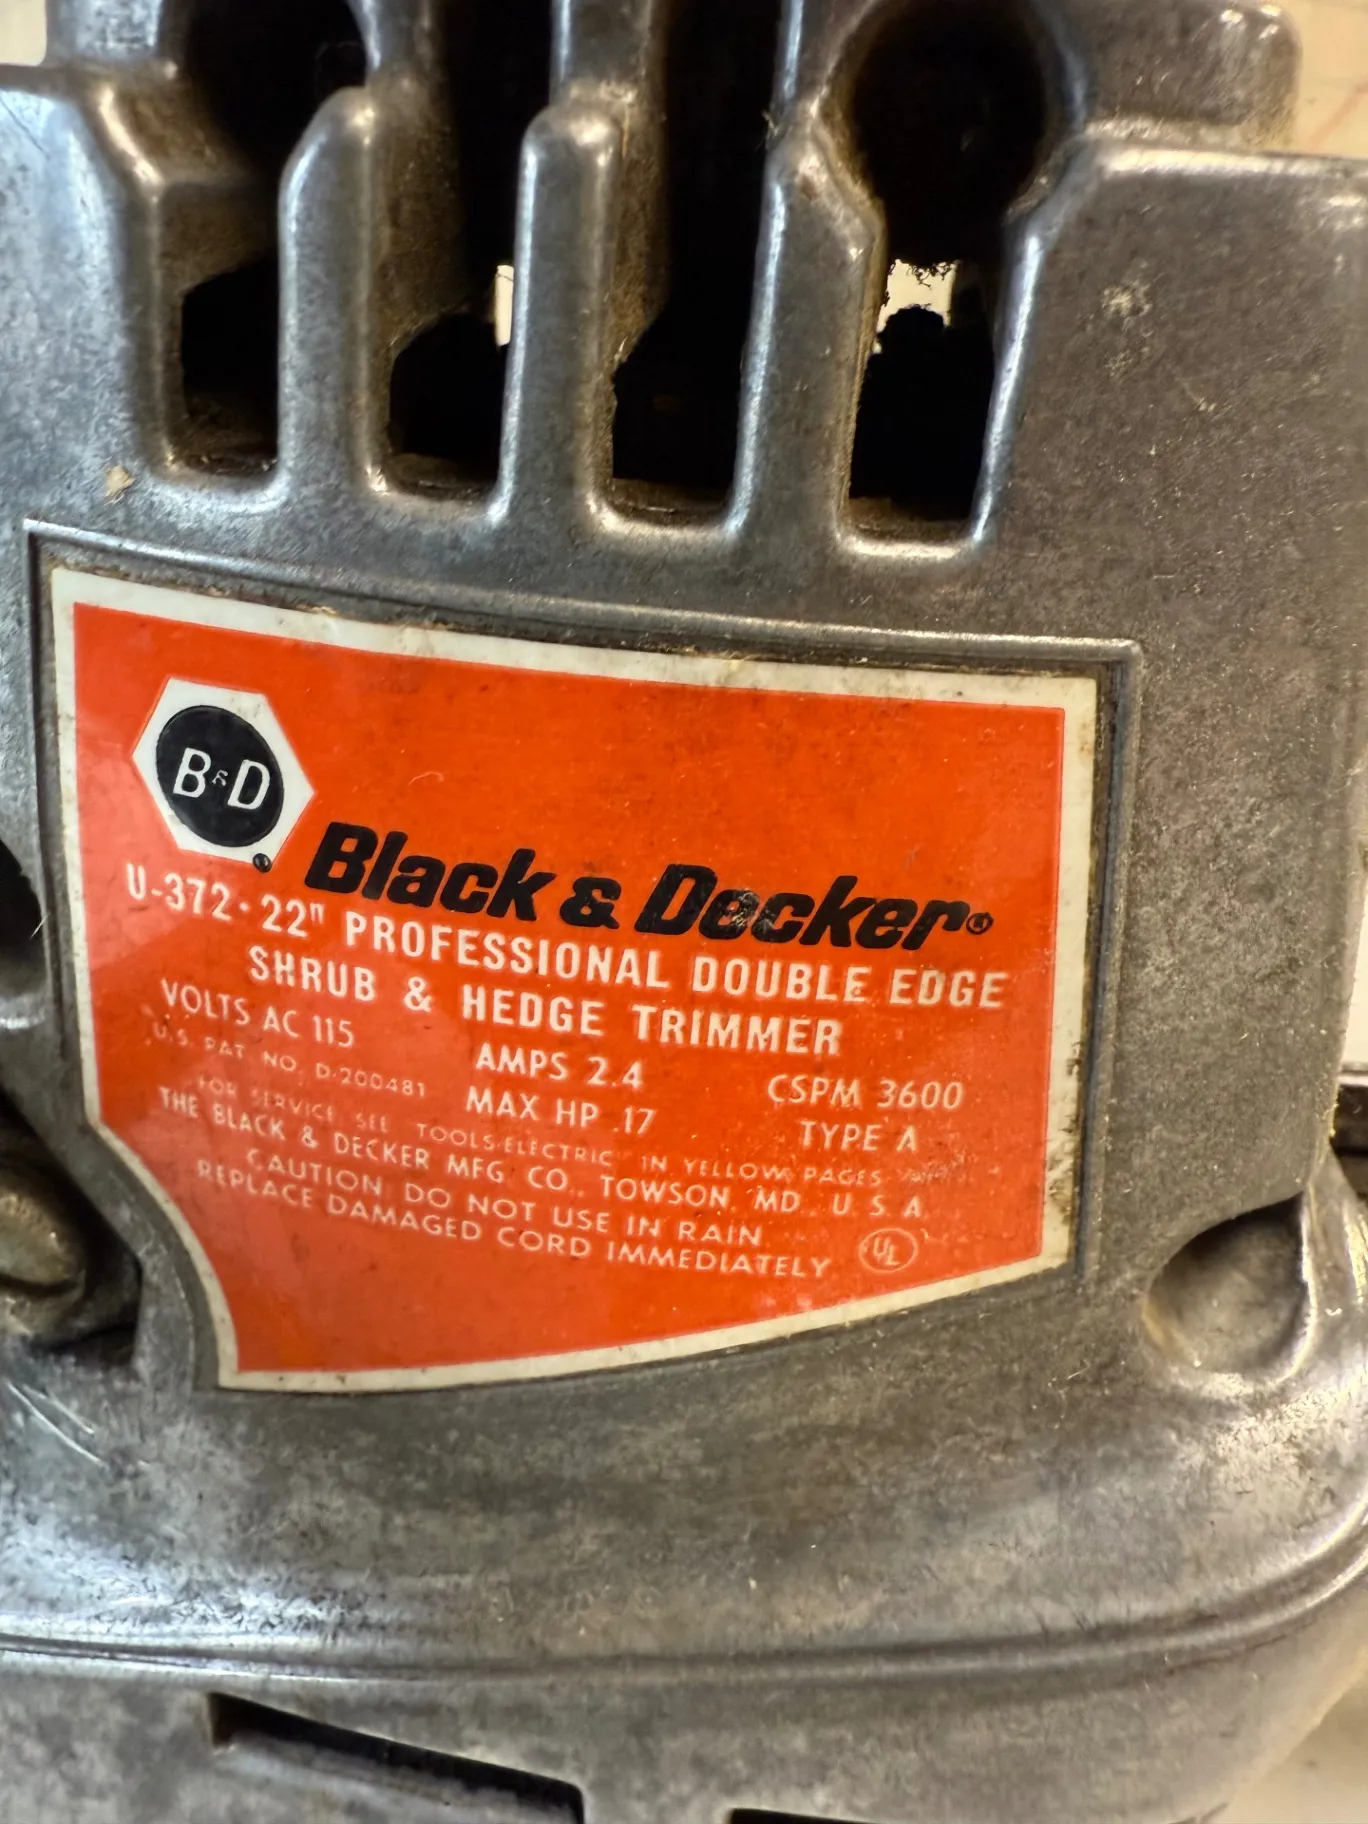 B&D
®
Black & Decker®
U-372 · 22" PROFESSIONAL DOUBLE EDGE
SHRUB & HEDGE TRIMMER
VOLTS AC 115 AMPS 2.4 CSPM 3600
U.S. PAT. NO. D-200481 MAX HP .17 TYPE A
FOR SERVICE SEE TOOLS-ELECTRIC IN YELLOW PAGES
THE BLACK & DECKER MFG. CO., TOWSON, MD., U.S.A.
CAUTION, DO NOT USE IN RAIN.
REPLACE DAMAGED CORD IMMEDIATELY
UL